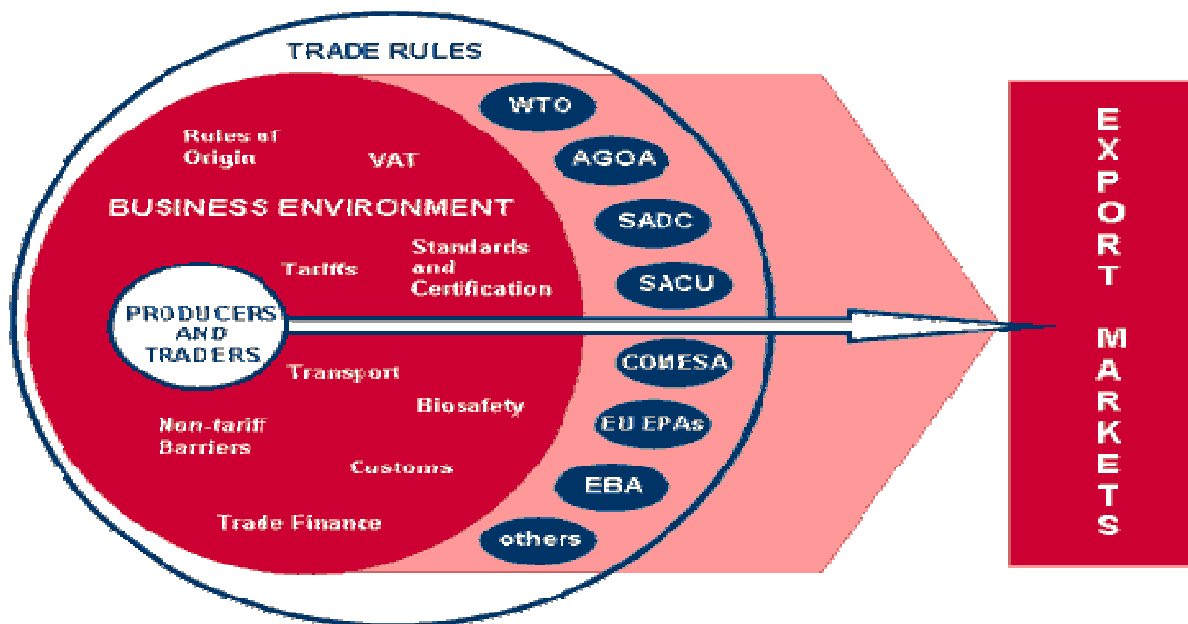 TRADE RULES
WTO
AGOA
SADC
SACU
COMESA
EU EPAs
EBA
others
Rules of
Origin
VAT
BUSINESS ENVIRONMENT
Tariffs
Standards
and
Certification
PRODUCERS
AND
TRADERS
Transport
Biosafety
Non-tariff
Barriers
Customs
Trade Finance
EXPORT MARKETS